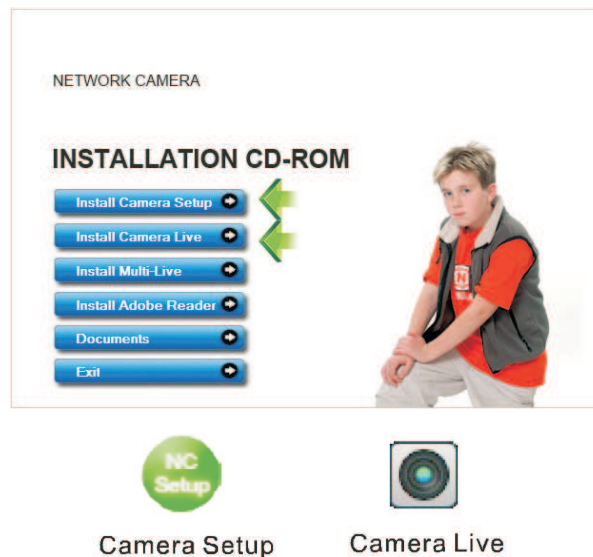 NETWORK CAMERA
INSTALLATION CD-ROM
Install Camera Setup
Install Camera Live
Install Multi-Live
Install Adobe Reader
Documents
Exit
N
NC
Setup
Camera Setup
Camera Live